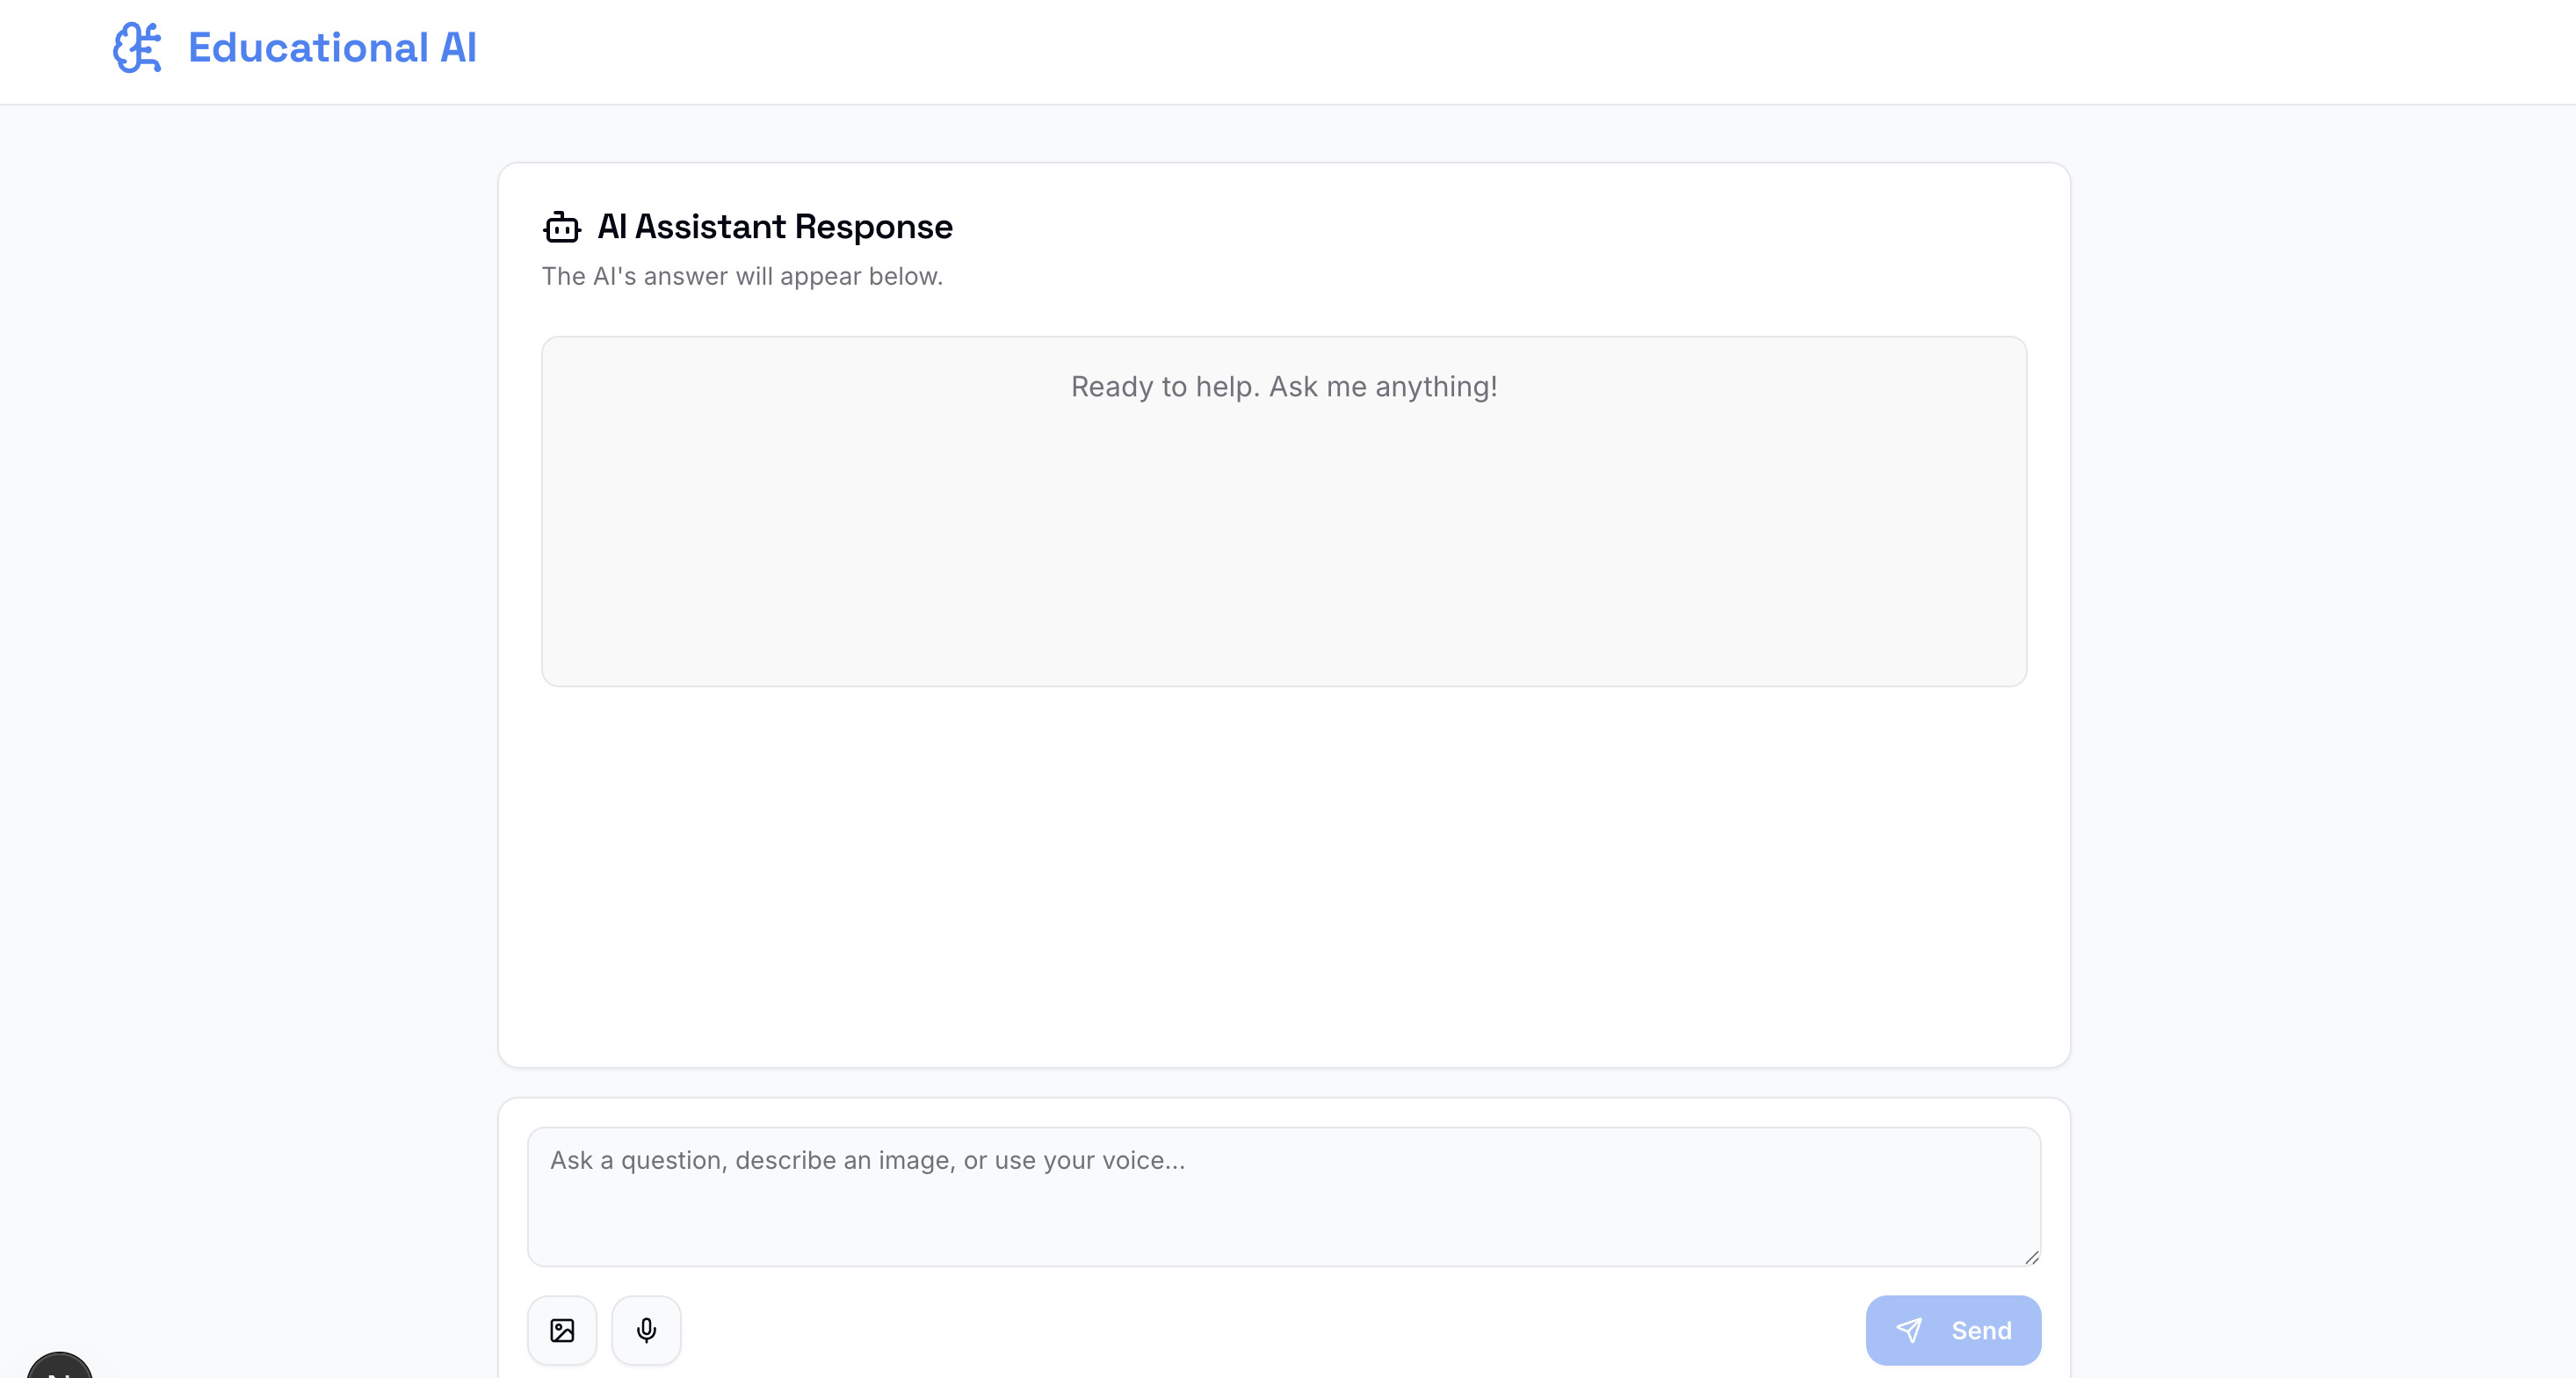 Educational AI
AI Assistant Response
The AI's answer will appear below.
Ready to help. Ask me anything!
Ask a question, describe an image, or use your voice...
Send